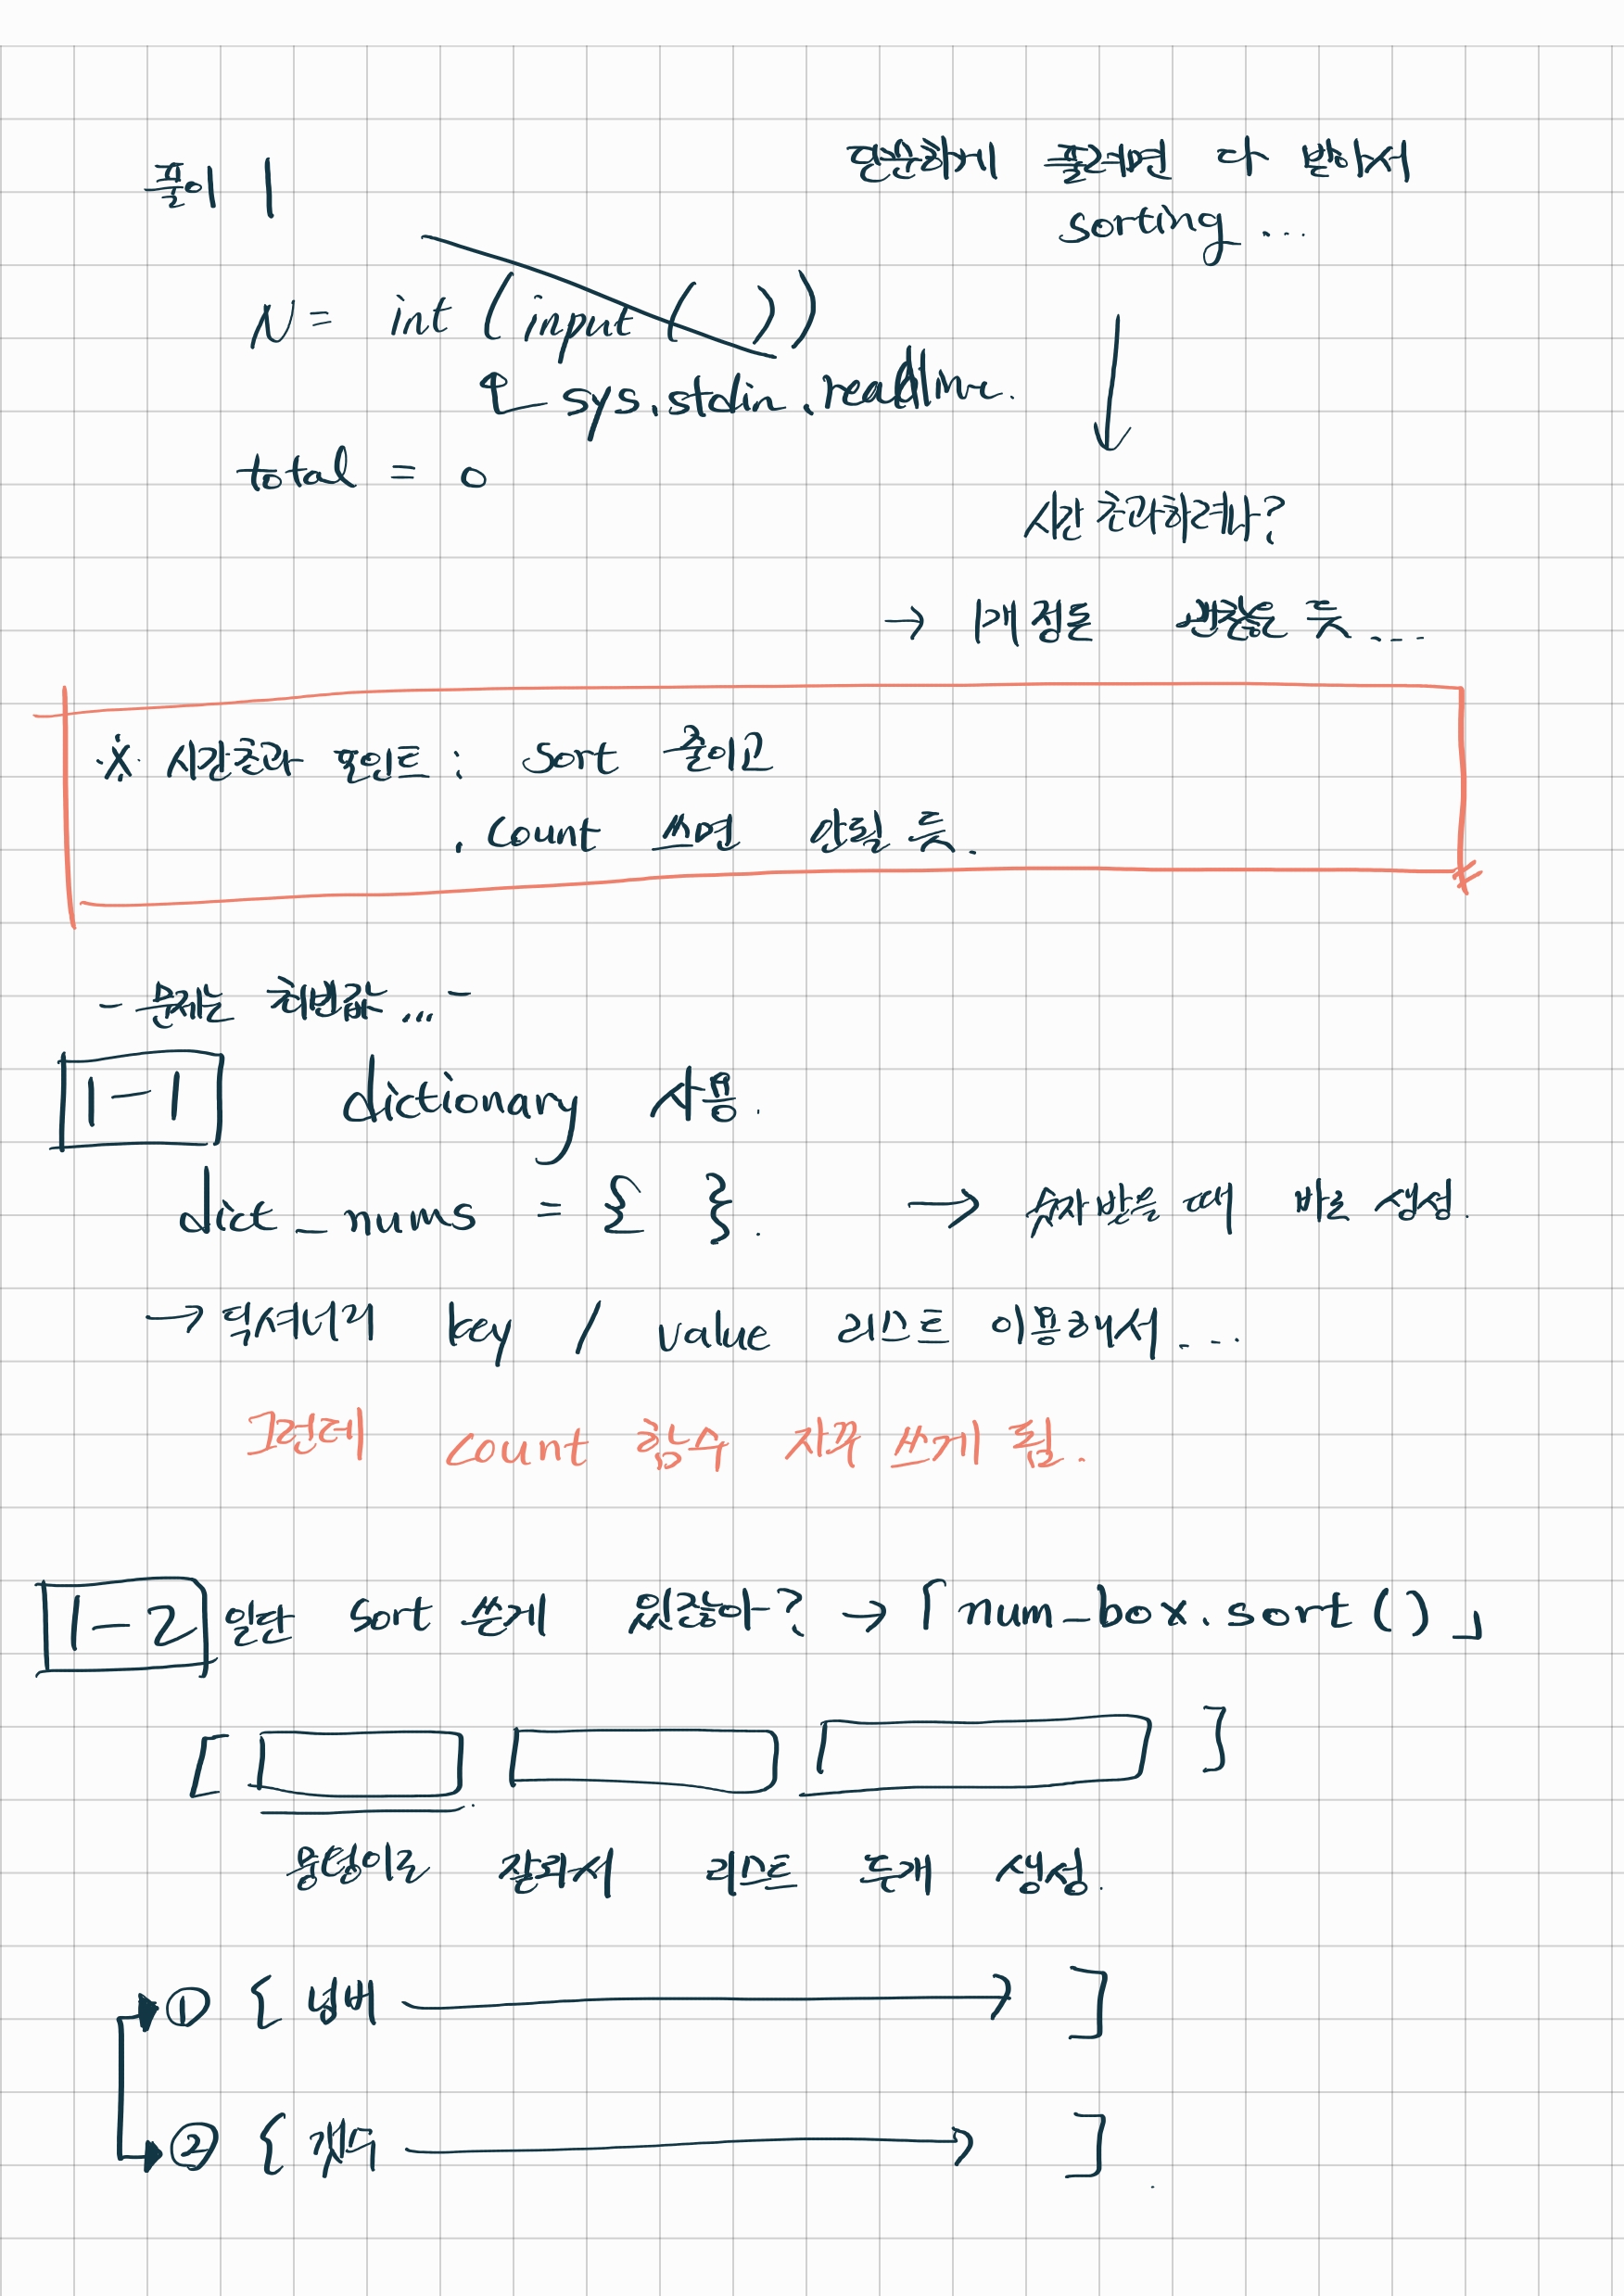 풀이 1
단순하게 풀려면 다 받아서
sorting ...
N = int (input ( ))
sys.stdin.readline.
total = 0
시간 초과하려나?
→ 1개 정돈 괜찮을 듯 ....
※ 시간초과 포인트 : Sort 줄이고
. Count 쓰면 안될 듯.
- 문제는 최빈값 ... -
1-1 dictionary 사용.
dict_nums = { }. → 숫자받을 때 바로 생성.
→ 딕셔너리 key / value 리스트 이용해서 ...
그런데 count 함수 자꾸 쓰게 됨.
1-2 일단 sort 쓴게 있잖아? → 「num_box.sort()」
[ ]
뭉텅이로 잘라서 리스트 두개 생성.
① { 넘버 → ]
② { 갯수 → ]